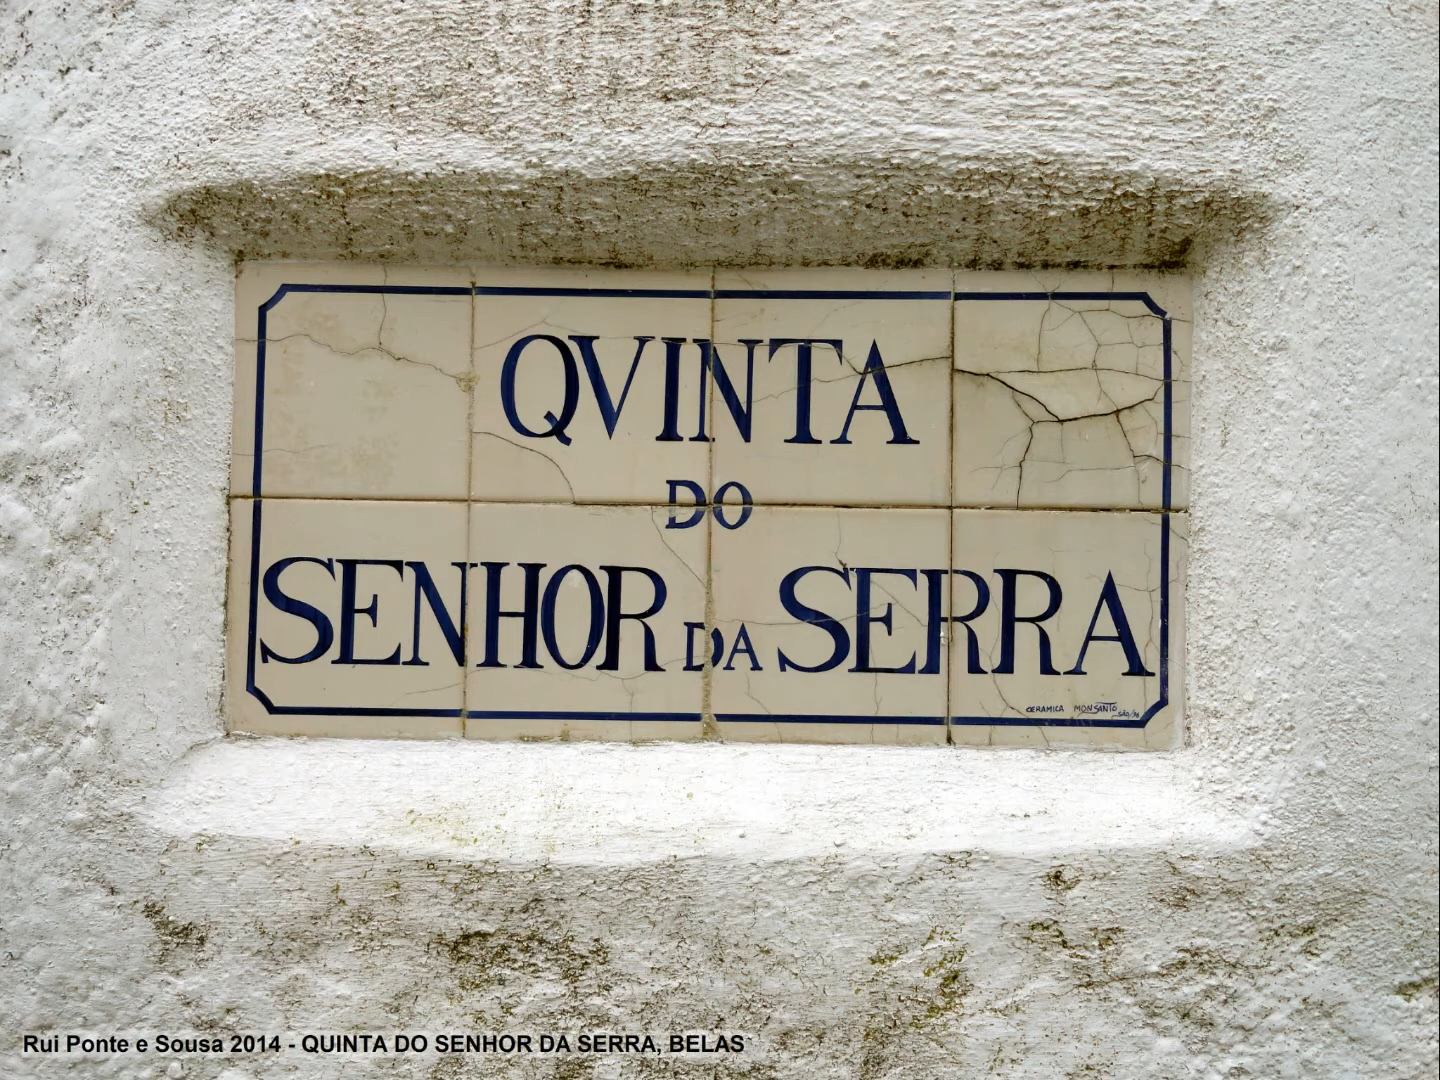 QVINTA
DO
SENHOR DA SERRA
CERAMICA MONSANTO
Rui Ponte e Sousa 2014 - QUINTA DO SENHOR DA SERRA, BELAS